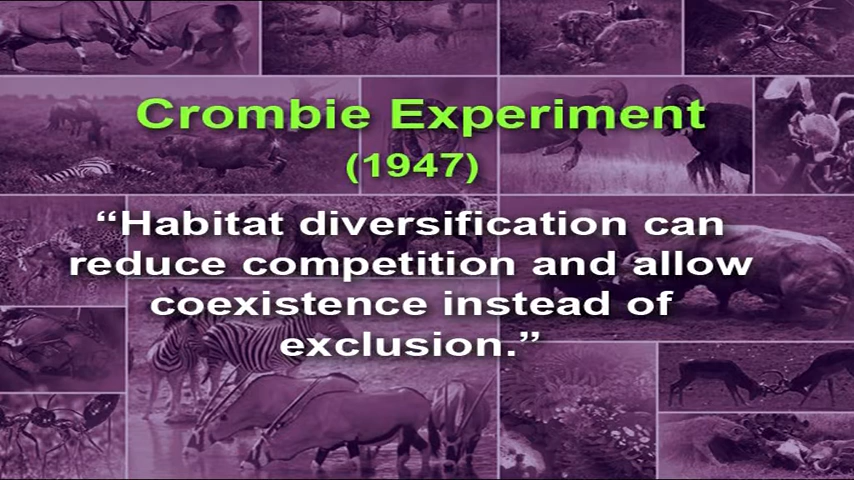 Crombie Experiment
(1947)
“Habitat diversification can
reduce competition and allow
coexistence instead of
exclusion.”